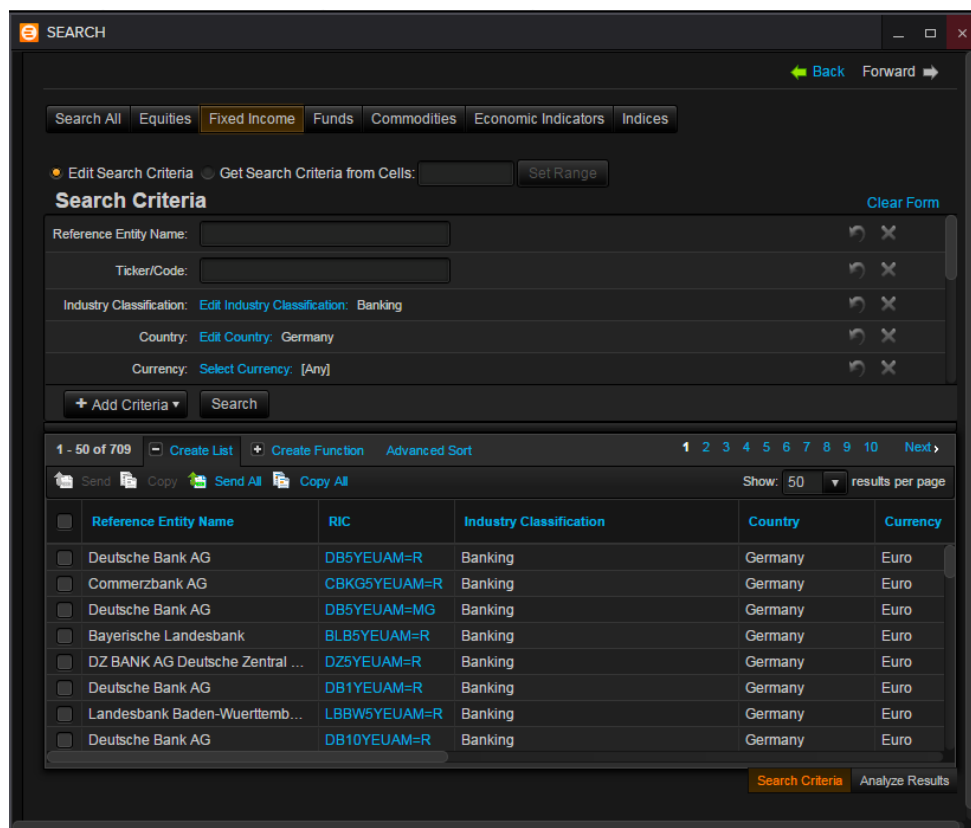 SEARCH
Back Forward
Search All Equities Fixed Income Funds Commodities Economic Indicators Indices
Edit Search Criteria Get Search Criteria from Cells: Set Range
Search Criteria Clear Form
Reference Entity Name:
Ticker/Code:
Industry Classification: Edit Industry Classification: Banking
Country: Edit Country: Germany
Currency: Select Currency: [Any]
+ Add Criteria Search
1 - 50 of 709 Create List Create Function Advanced Sort 1 2 3 4 5 6 7 8 9 10 Next
Send Copy Send All Copy All Show: 50 results per page
Reference Entity Name RIC Industry Classification Country Currency
Deutsche Bank AG DB5YEUAM=R Banking Germany Euro
Commerzbank AG CBKG5YEUAM=R Banking Germany Euro
Deutsche Bank AG DB5YEUAM=MG Banking Germany Euro
Bayerische Landesbank BLB5YEUAM=R Banking Germany Euro
DZ BANK AG Deutsche Zentral ... DZ5YEUAM=R Banking Germany Euro
Deutsche Bank AG DB1YEUAM=R Banking Germany Euro
Landesbank Baden-Wuerttemb... LBBW5YEUAM=R Banking Germany Euro
Deutsche Bank AG DB10YEUAM=R Banking Germany Euro
Search Criteria Analyze Results